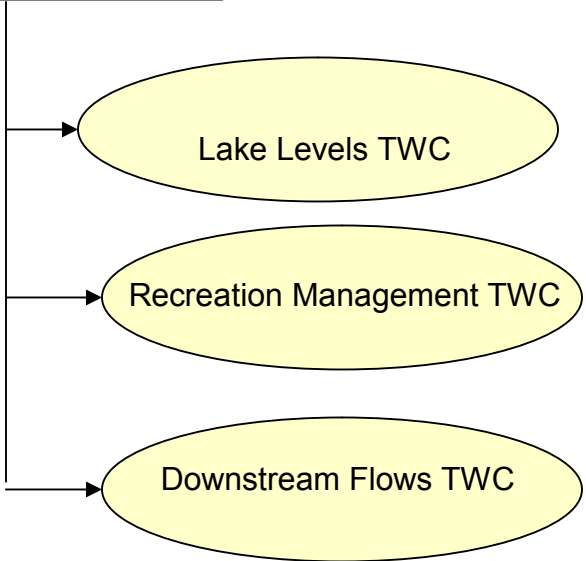 Lake Levels TWC
Recreation Management TWC
Downstream Flows TWC